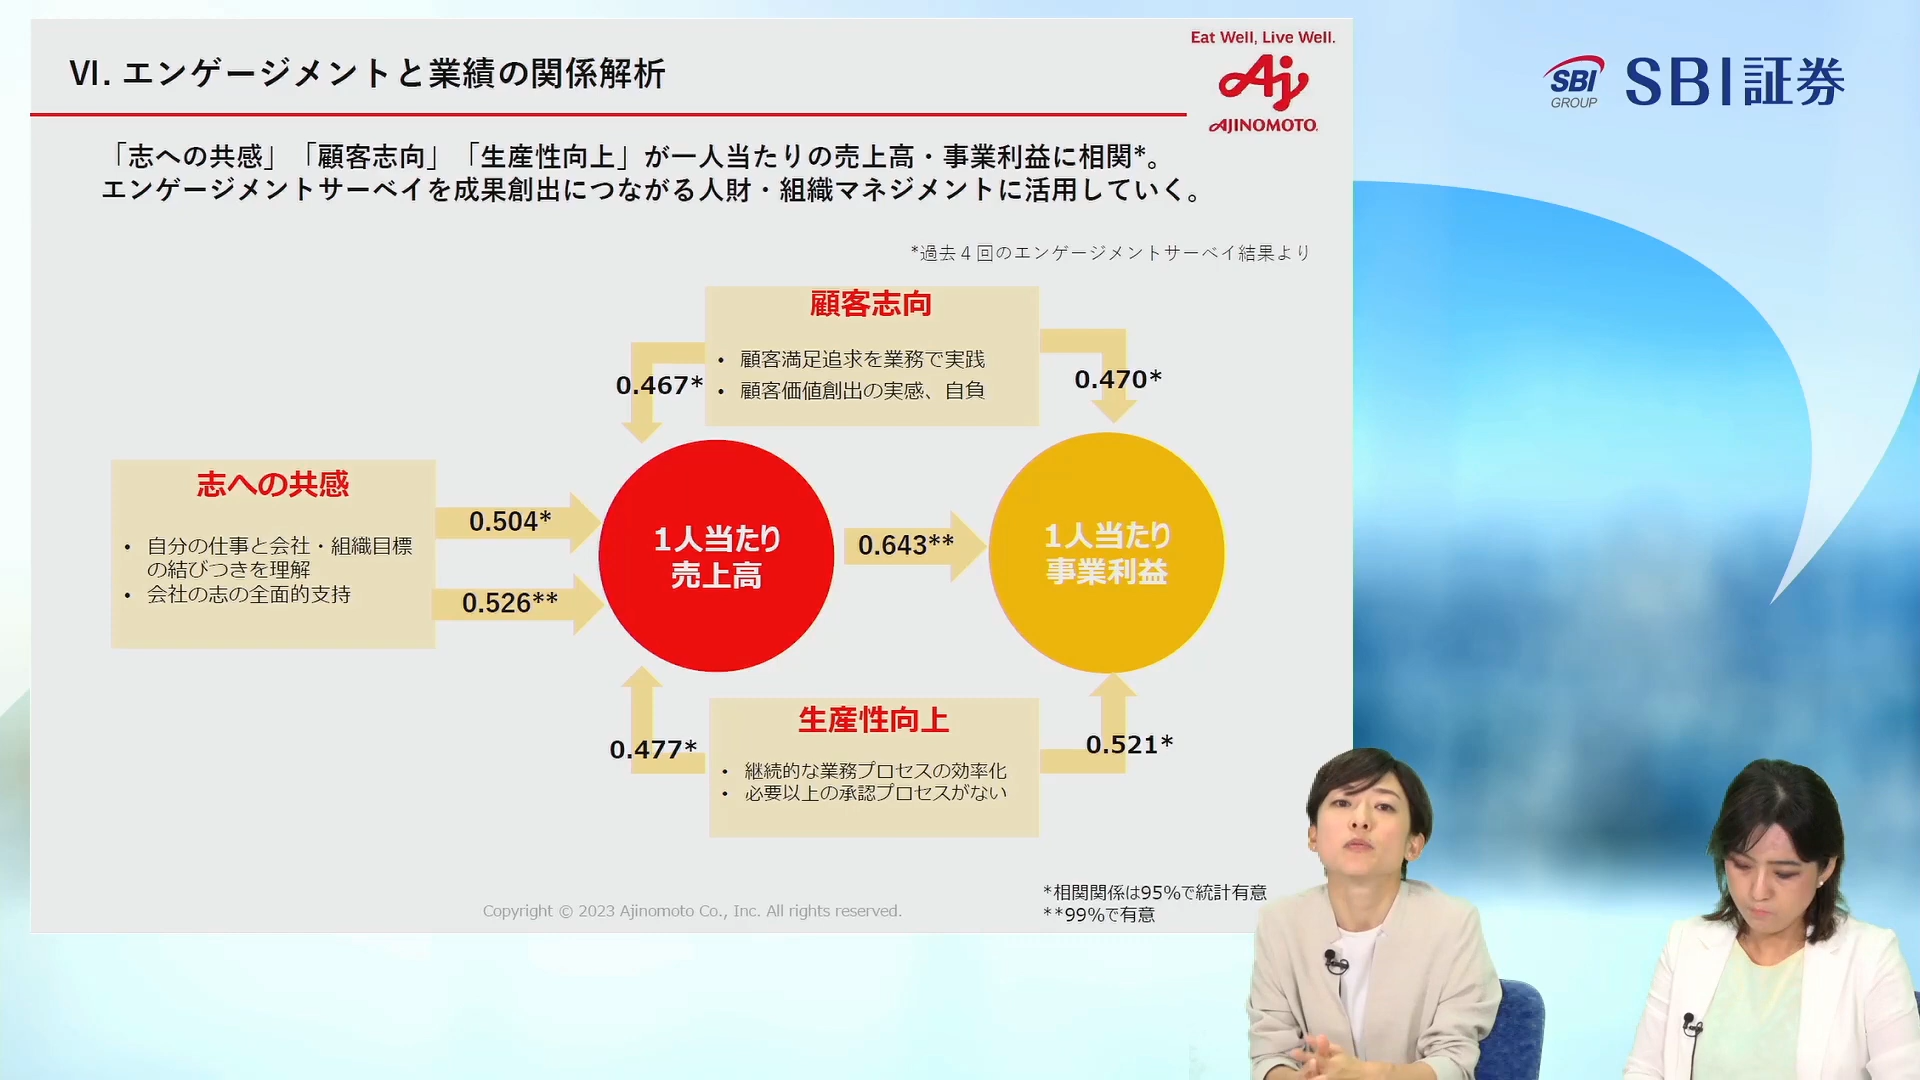 Eat Well, Live Well.
AJINOMOTO.
SBI
GROUP
SBI証券
VI. エンゲージメントと業績の関係解析
「志への共感」「顧客志向」「生産性向上」が一人当たりの売上高・事業利益に相関*。
エンゲージメントサーベイを成果創出につながる人財・組織マネジメントに活用していく。
*過去４回のエンゲージメントサーベイ結果より
顧客志向
• 顧客満足追求を業務で実践
• 顧客価値創出の実感、自負
0.467*
0.470*
志への共感
• 自分の仕事と会社・組織目標
の結びつきを理解
• 会社の志の全面的支持
0.504*
0.526**
1人当たり
売上高
0.643**
1人当たり
事業利益
生産性向上
• 継続的な業務プロセスの効率化
• 必要以上の承認プロセスがない
0.477*
0.521*
*相関関係は95%で統計有意
**99%で有意
Copyright © 2023 Ajinomoto Co., Inc. All rights reserved.